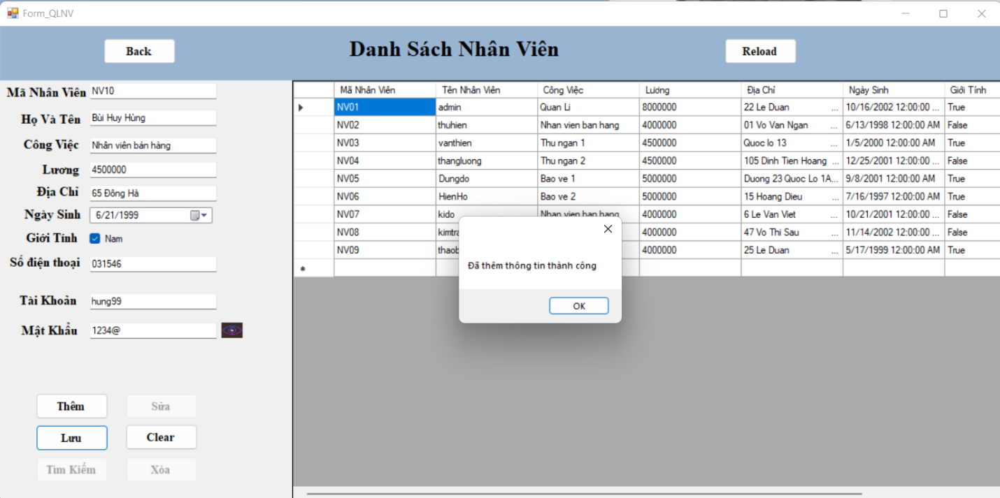 Form_QLNV
Back
Danh Sách Nhân Viên
Reload
Mã Nhân Viên NV10
Họ Và Tên Bùi Huy Hùng
Công Việc Nhân viên bán hàng
Lương 4500000
Địa Chỉ 65 Đông Hà
Ngày Sinh 6/21/1999
Giới Tính Nam
Số điện thoại 031546
Tài Khoản hung99
Mật Khẩu 1234@
Thêm Sửa
Lưu Clear
Tìm Kiếm Xóa
Mã Nhân Viên Tên Nhân Viên Công Việc Lương Địa Chỉ Ngày Sinh Giới Tính
NV01 admin Quan Li 8000000 22 Le Duan ... 10/16/2002 12:00:00 ... True
NV02 thuhien Nhan vien ban hang 4000000 01 Vo Van Ngan ... 6/13/1998 12:00:00 AM False
NV03 vanthien Thu ngan 1 4500000 Quoc lo 13 ... 1/5/2000 12:00:00 AM True
NV04 thangluong Thu ngan 2 4500000 105 Dinh Tien Hoang ... 12/25/2001 12:00:00 ... False
NV05 Dungdo Bao ve 1 5000000 Duong 23 Quoc Lo 1A... 9/8/2001 12:00:00 AM True
NV06 HienHo Bao ve 2 5000000 15 Hoang Dieu ... 7/16/1997 12:00:00 AM True
NV07 kido Nhan vien ban hang 4000000 6 Le Van Viet ... 10/21/2001 12:00:00 ... False
NV08 kimtra 4000000 47 Vo Thi Sau ... 11/14/2002 12:00:00 ... False
NV09 thaob 4000000 25 Le Duan ... 5/17/1999 12:00:00 AM True
Đã thêm thông tin thành công
OK